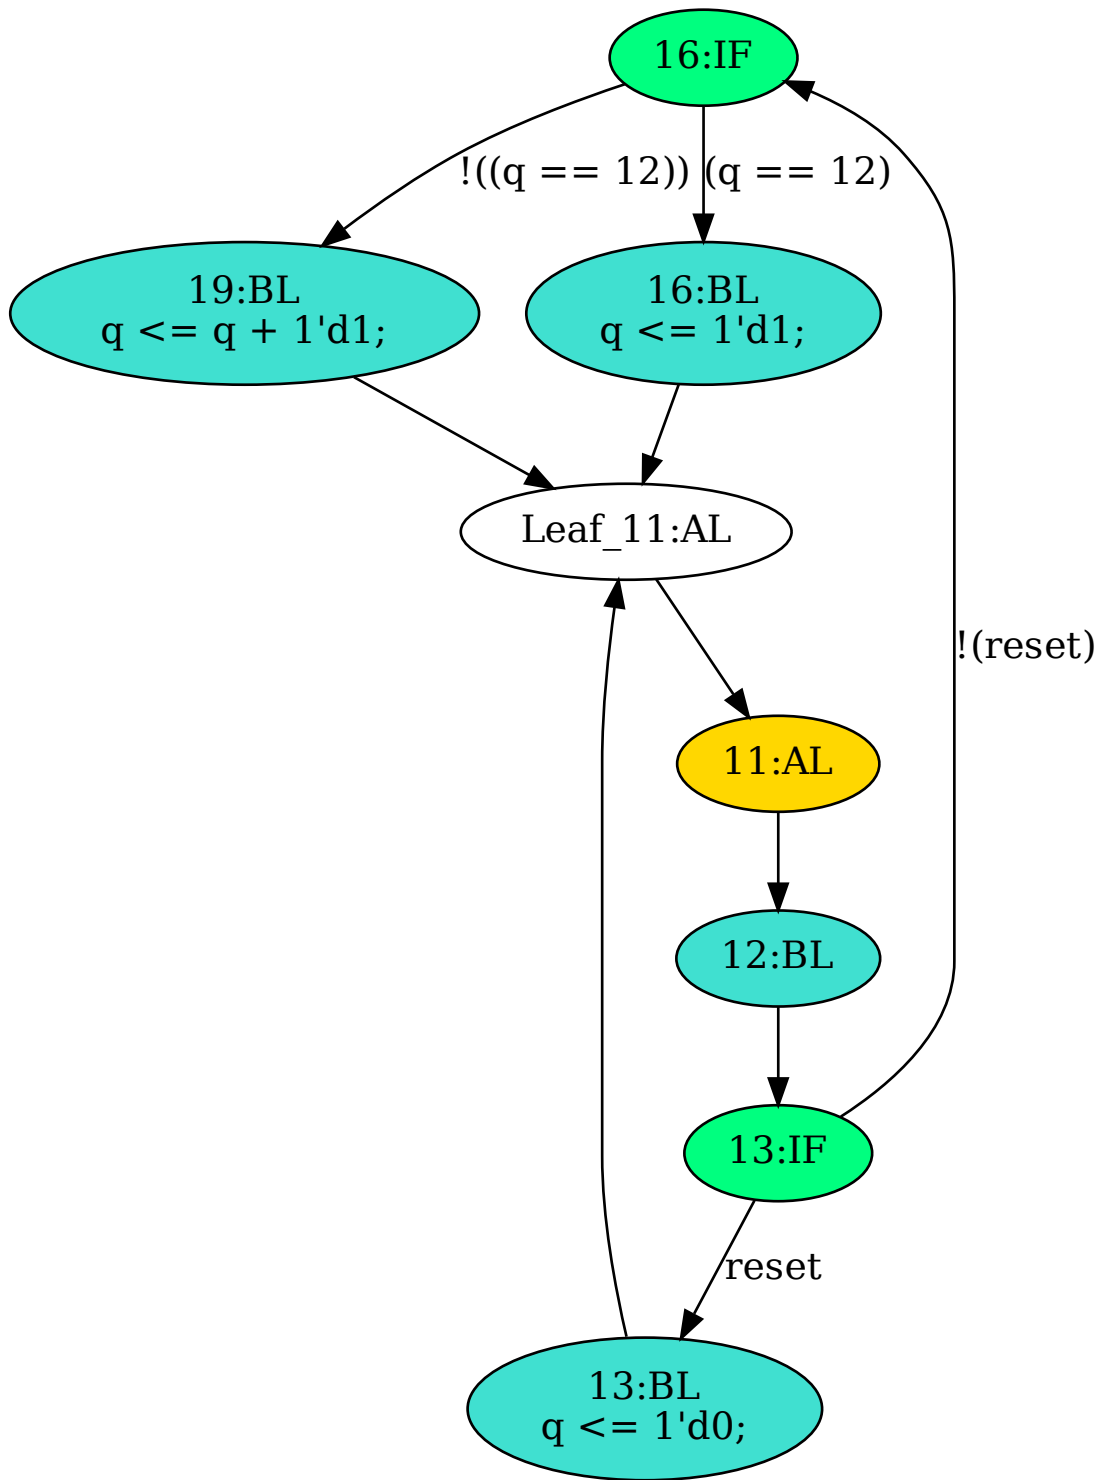 16:IF
!((q == 12))
(q == 12)
19:BL
q <= q + 1'd1;
16:BL
q <= 1'd1;
Leaf_11:AL
!(reset)
11:AL
12:BL
13:IF
reset
13:BL
q <= 1'd0;